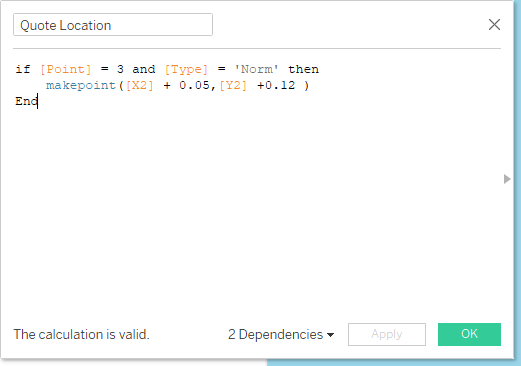 Quote Location
if [Point] = 3 and [Type] = 'Norm' then
makepoint([X2] + 0.05,[Y2] +0.12 )
End
The calculation is valid.
2 Dependencies
Apply
OK